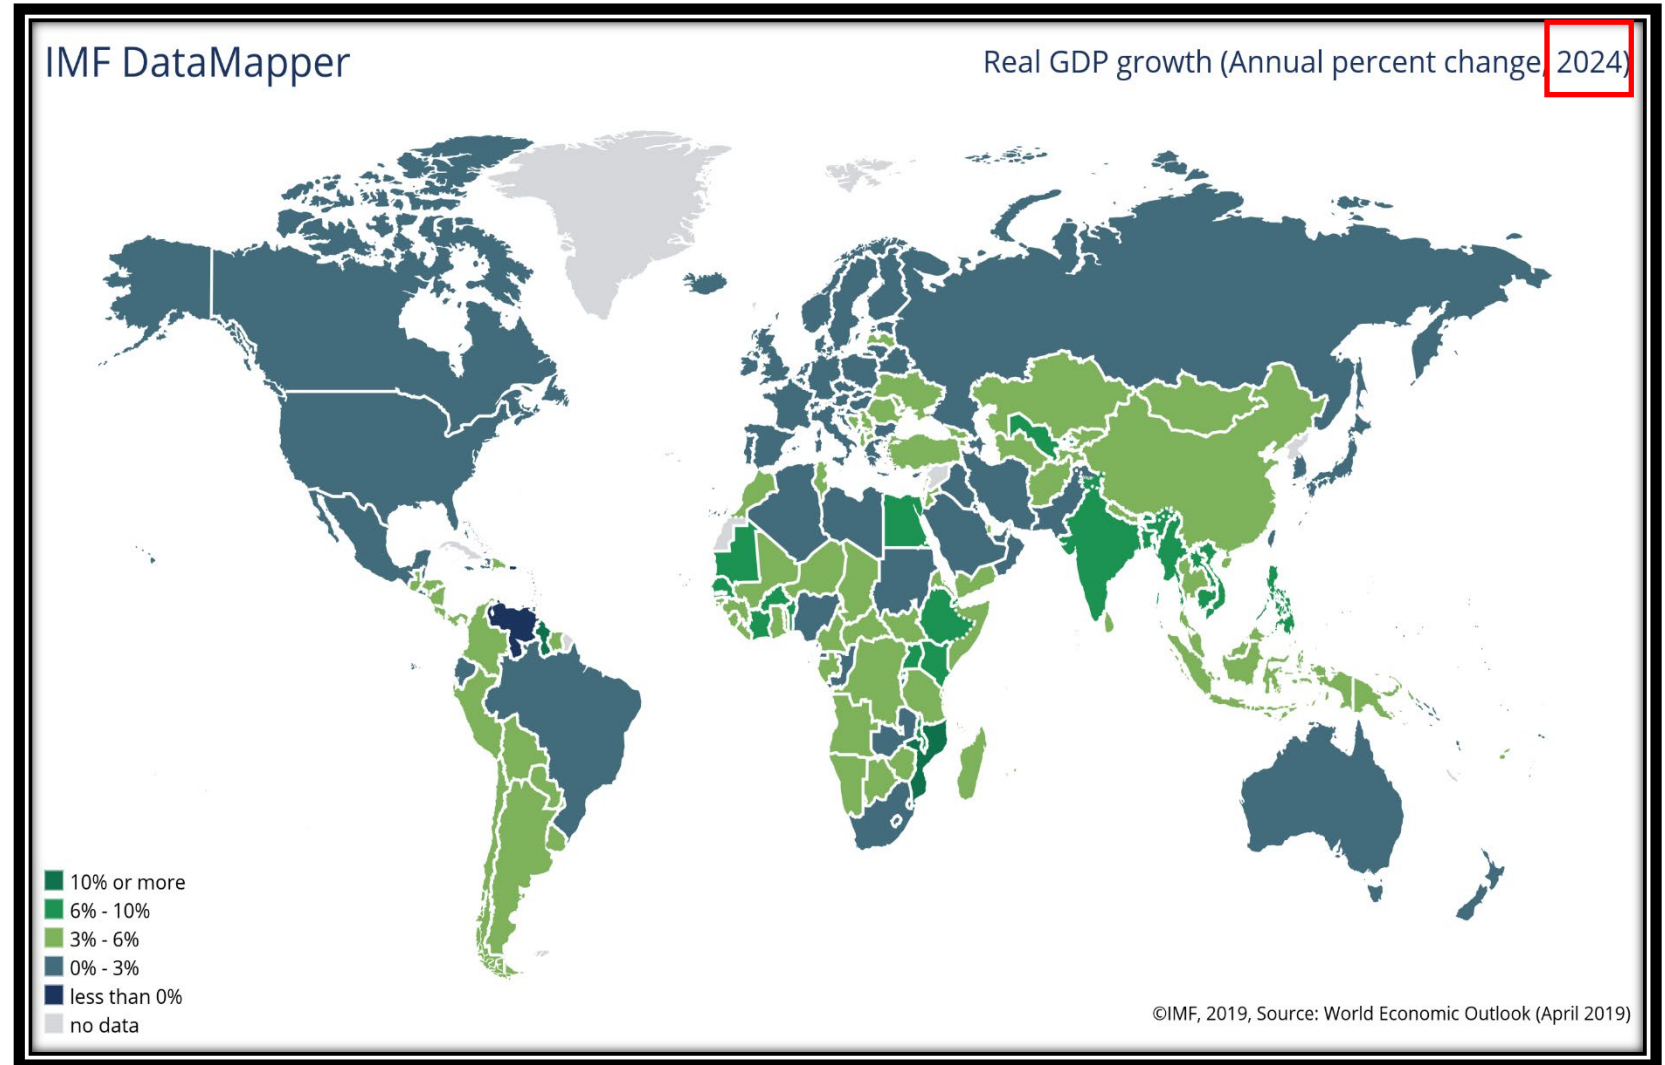 IMF DataMapper
Real GDP growth (Annual percent change, 2024)
10% or more
6% - 10%
3% - 6%
0% - 3%
less than 0%
no data
©IMF, 2019, Source: World Economic Outlook (April 2019)